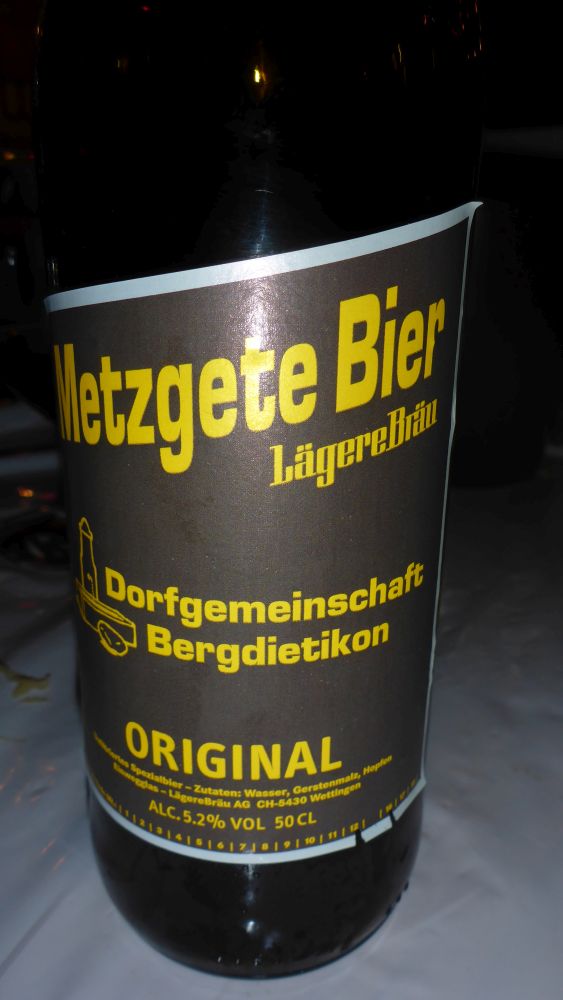 Metzgete Bier
LägereBräu
Dorfgemeinschaft
Bergdietikon
ORIGINAL
Spezialbier – Zutaten: Wasser, Gerstenmalz, Hopfen
Einwegglas – LägereBräu AG CH-5430 Wettingen
ALC. 5.2% VOL 50 CL
1 | 2 | 3 | 4 | 5 | 6 | 7 | 8 | 9 | 10 | 11 | 12